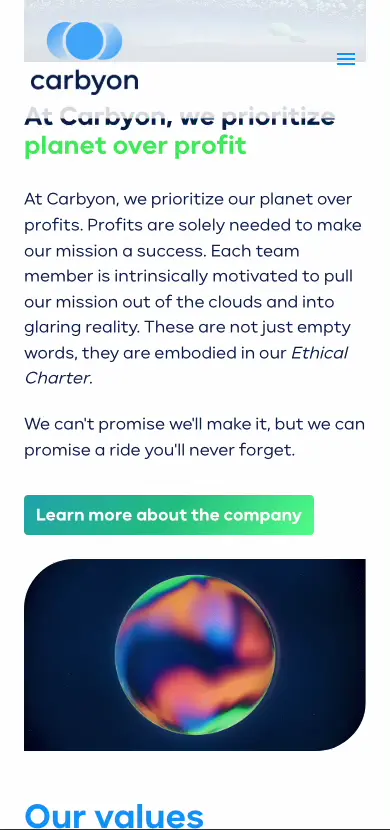 carbyon
At Carbyon, we prioritize
planet over profit
At Carbyon, we prioritize our planet over
profits. Profits are solely needed to make
our mission a success. Each team
member is intrinsically motivated to pull
our mission out of the clouds and into
glaring reality. These are not just empty
words, they are embodied in our Ethical
Charter.
We can't promise we'll make it, but we can
promise a ride you'll never forget.
Learn more about the company
Our values